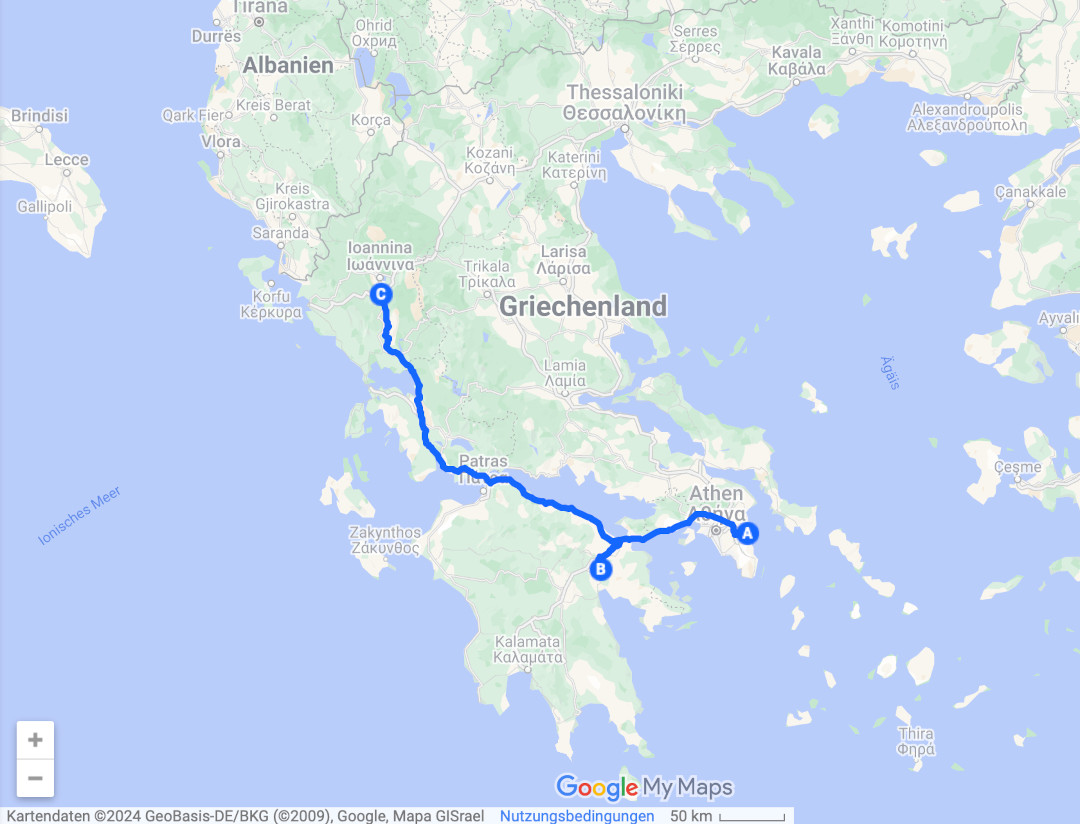 Tirana
Durrës
Ohrid
Охрид
Albanien
Serres
Σέρρες
Xanthi
Ξάνθη
Komotini
Κομοτηνή
Kavala
Καβάλα
Thessaloniki
Θεσσαλονίκη
Alexandroupolis
Αλεξανδρούπολη
Brindisi
Qark Fier
Kreis Berat
Korça
Vlora
Lecce
Kozani
Κοζάνη
Katerini
Κατερίνη
Kreis
Gjirokastra
Çanakkale
Gallipoli
Saranda
Ioannina
Ιωάννινα
Larisa
Λάρισα
Trikala
Τρίκαλα
C
Korfu
Κέρκυρα
Griechenland
Ayvalı
Lamia
Λαμία
Ägäis
Patras
Çeşme
Athen
Αθήνα
Ionisches Meer
Zakynthos
Ζάκυνθος
A
B
Kalamata
Καλαμάτα
Thira
Θηρά
+
−
Google My Maps
Kartendaten ©2024 GeoBasis-DE/BKG (©2009), Google, Mapa GISrael Nutzungsbedingungen 50 km